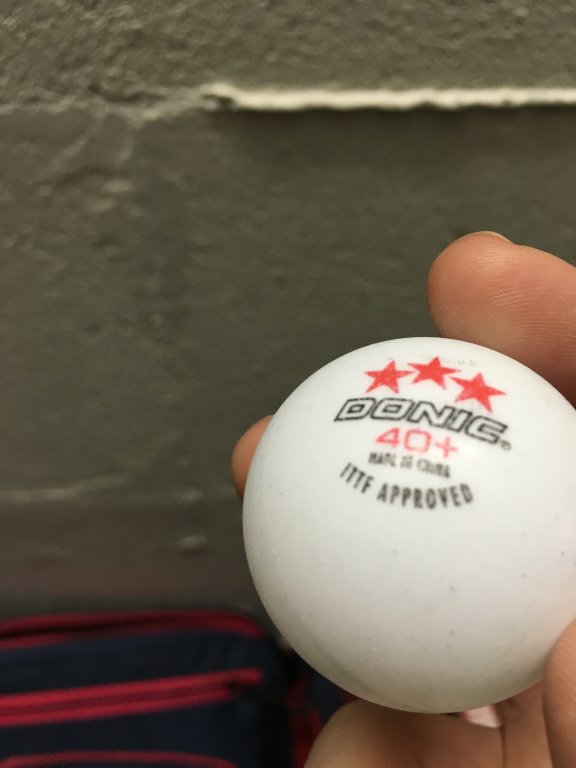 DONIC
40+
MADE IN CHINA
ITTF APPROVED